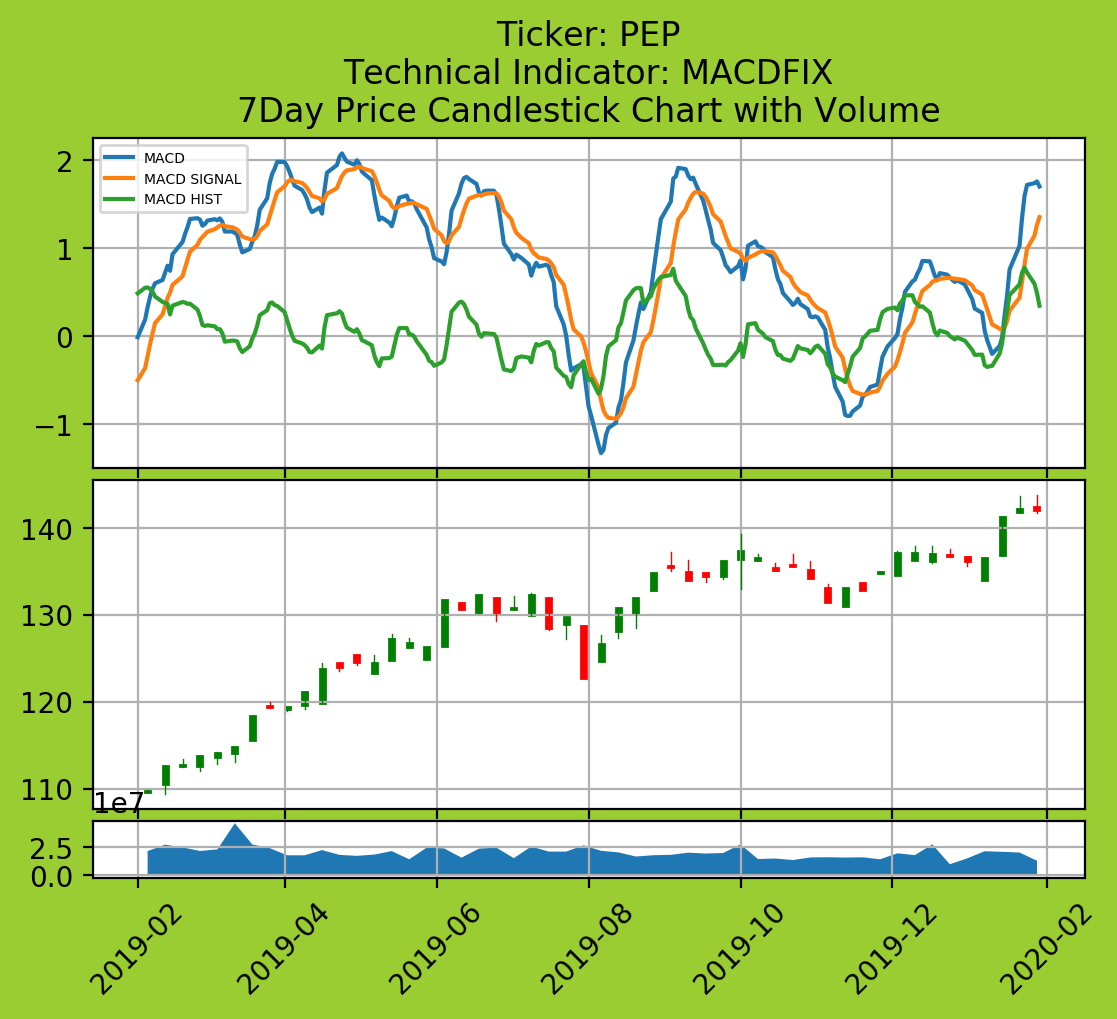 Ticker: PEP
Technical Indicator: MACDFIX
7Day Price Candlestick Chart with Volume
MACD
MACD SIGNAL
MACD HIST
2
1
0
−1
140
130
120
110
1e7
2.5
0.0
2019-02
2019-04
2019-06
2019-08
2019-10
2019-12
2020-02